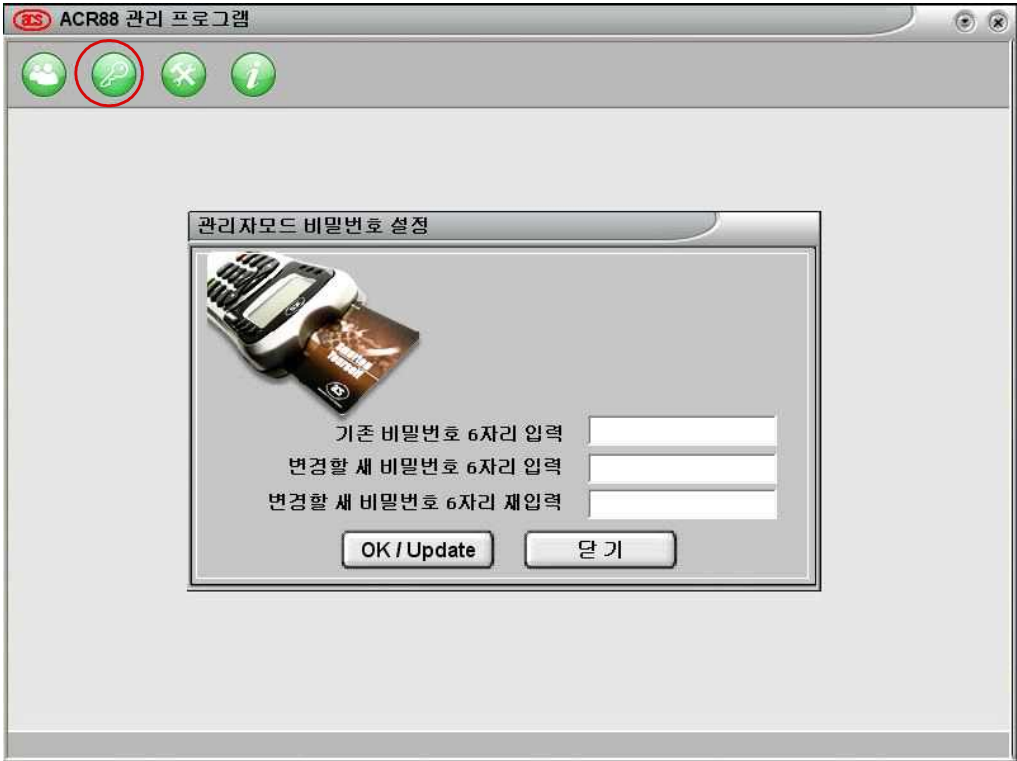 acs ACR88 관리 프로그램
관리자모드 비밀번호 설정
acs
기존 비밀번호 6자리 입력
변경할 새 비밀번호 6자리 입력
변경할 새 비밀번호 6자리 재입력
OK / Update
닫 기